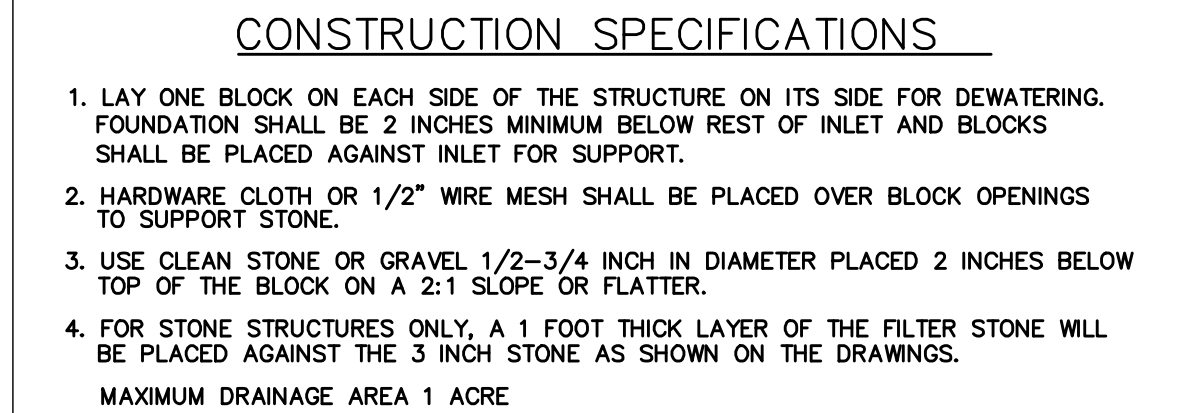 CONSTRUCTION SPECIFICATIONS
1. LAY ONE BLOCK ON EACH SIDE OF THE STRUCTURE ON ITS SIDE FOR DEWATERING.
FOUNDATION SHALL BE 2 INCHES MINIMUM BELOW REST OF INLET AND BLOCKS
SHALL BE PLACED AGAINST INLET FOR SUPPORT.
2. HARDWARE CLOTH OR 1/2" WIRE MESH SHALL BE PLACED OVER BLOCK OPENINGS
TO SUPPORT STONE.
3. USE CLEAN STONE OR GRAVEL 1/2-3/4 INCH IN DIAMETER PLACED 2 INCHES BELOW
TOP OF THE BLOCK ON A 2:1 SLOPE OR FLATTER.
4. FOR STONE STRUCTURES ONLY, A 1 FOOT THICK LAYER OF THE FILTER STONE WILL
BE PLACED AGAINST THE 3 INCH STONE AS SHOWN ON THE DRAWINGS.
MAXIMUM DRAINAGE AREA 1 ACRE